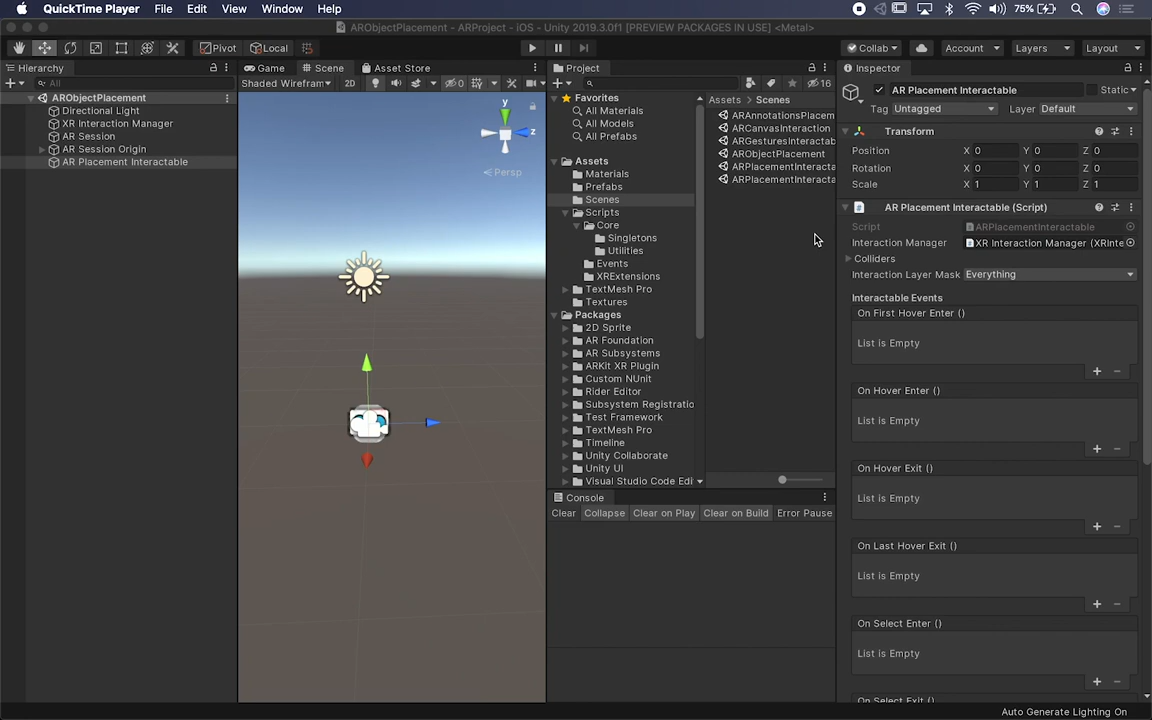 QuickTime Player File Edit View Window Help 75%
ARObjectPlacement - ARProject - iOS - Unity 2019.3.0f1 [PREVIEW PACKAGES IN USE] <Metal>
Pivot Local Collab Account Layers Layout
Hierarchy
All
ARObjectPlacement
Directional Light
XR Interaction Manager
AR Session
AR Session Origin
AR Placement Interactable
Game Scene Asset Store
Shaded Wireframe 2D 0
y
z
Persp
Project
16
Favorites
All Materials
All Models
All Prefabs
Assets
Materials
Prefabs
Scenes
Scripts
Core
Singletons
Utilities
Events
XRExtensions
TextMesh Pro
Textures
Packages
2D Sprite
AR Foundation
AR Subsystems
ARKit XR Plugin
Custom NUnit
Rider Editor
Subsystem Registratio
Test Framework
TextMesh Pro
Timeline
Unity Collaborate
Unity UI
Visual Studio Code Edi
Assets Scenes
ARAnnotationsPlacem
ARCanvasInteraction
ARGesturesInteractio
ARObjectPlacement
ARPlacementInteracta
ARPlacementInteracta
Console
Clear Collapse Clear on Play Clear on Build Error Pause
Inspector
AR Placement Interactable Static
Tag Untagged Layer Default
Transform
Position X 0 Y 0 Z 0
Rotation X 0 Y 0 Z 0
Scale X 1 Y 1 Z 1
# AR Placement Interactable (Script)
Script ARPlacementInteractable
Interaction Manager XR Interaction Manager (XRInte
Colliders
Interaction Layer Mask Everything
Interactable Events
On First Hover Enter ()
List is Empty
+ −
On Hover Enter ()
List is Empty
+ −
On Hover Exit ()
List is Empty
+ −
On Last Hover Exit ()
List is Empty
+ −
On Select Enter ()
List is Empty
+ −
On Select Exit ()
Auto Generate Lighting On